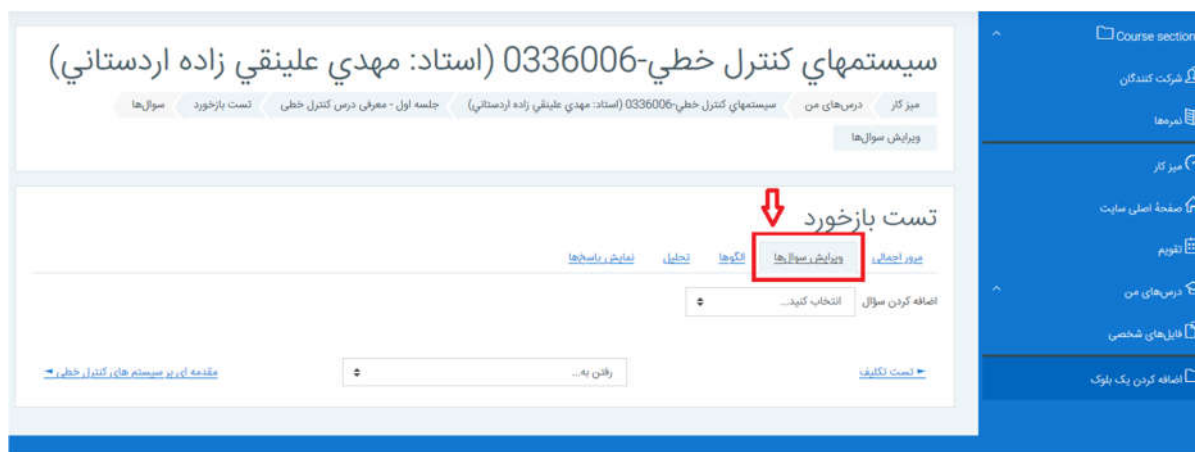 سيستمهاي كنترل خطي-0336006 (استاد: مهدي علينقي زاده اردستاني)
میز کار درس‌های من سيستمهاي كنترل خطي-0336006 (استاد: مهدي علينقي زاده اردستاني) جلسه اول - معرفی درس کنترل خطی تست بازخورد سوال‌ها
ویرایش سوال‌ها
تست بازخورد
مرور اجمالی ویرایش سوال‌ها الگوها تحلیل نمایش پاسخ‌ها
اضافه کردن سؤال انتخاب کنید...
◄ تست تکلیف رفتن به... مقدمه ای بر سیستم های کنترل خطی ►
Course section
شرکت کنندگان
نمره‌ها
میز کار
صفحهٔ اصلی سایت
تقویم
درس‌های من
فایل‌های شخصی
اضافه کردن یک بلوک